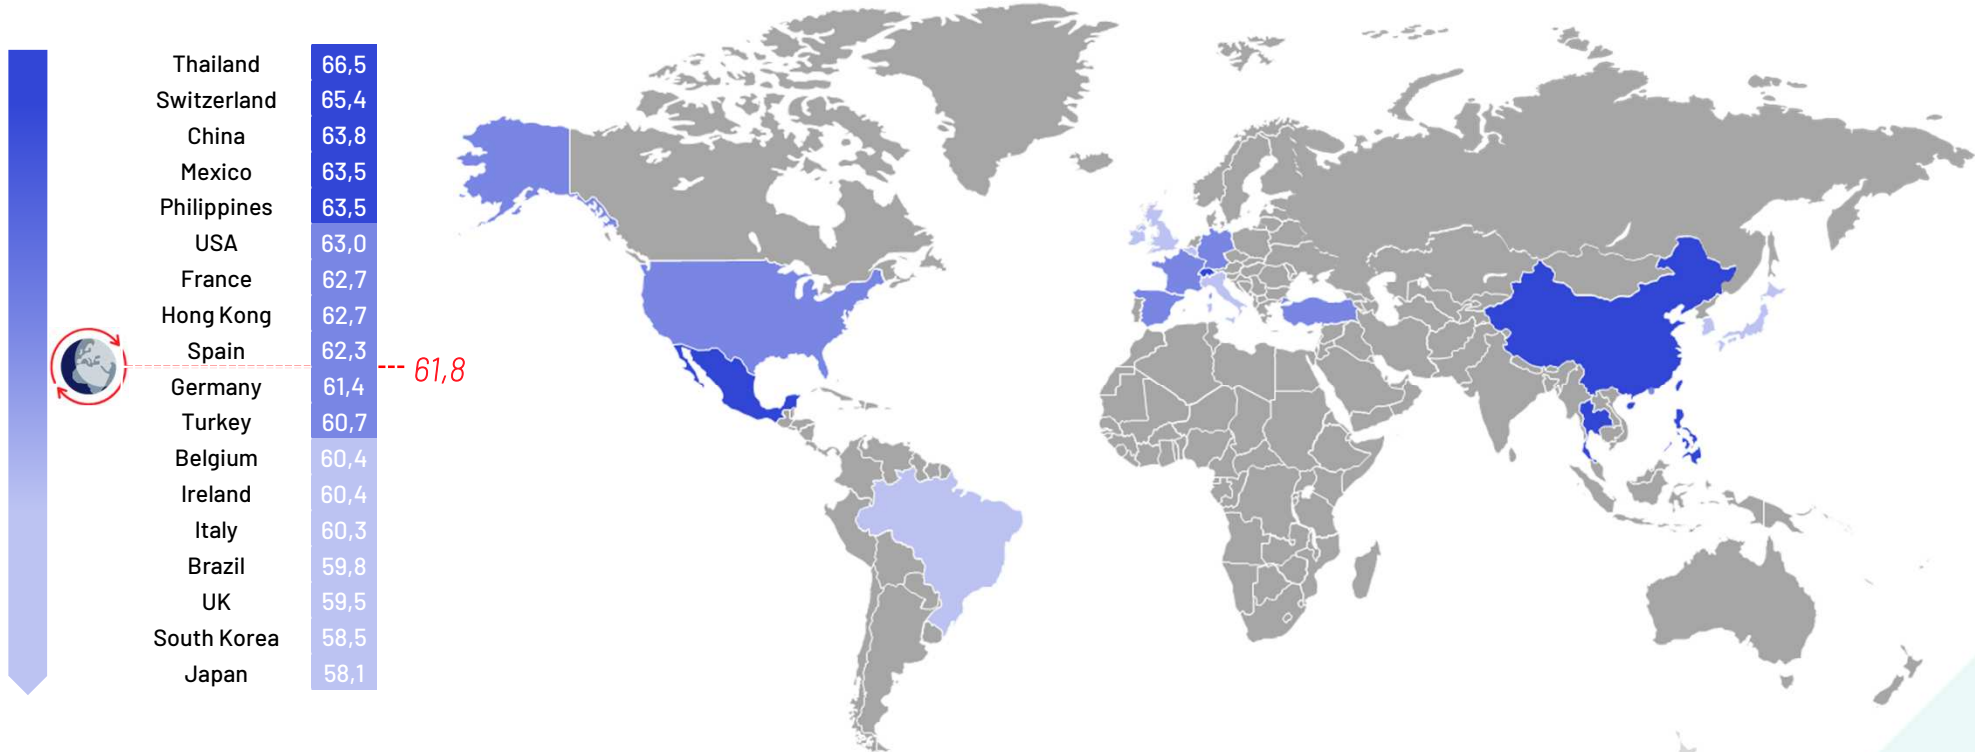 Thailand 66,5
Switzerland 65,4
China 63,8
Mexico 63,5
Philippines 63,5
USA 63,0
France 62,7
Hong Kong 62,7
Spain 62,3
61,8
Germany 61,4
Turkey 60,7
Belgium 60,4
Ireland 60,4
Italy 60,3
Brazil 59,8
UK 59,5
South Korea 58,5
Japan 58,1